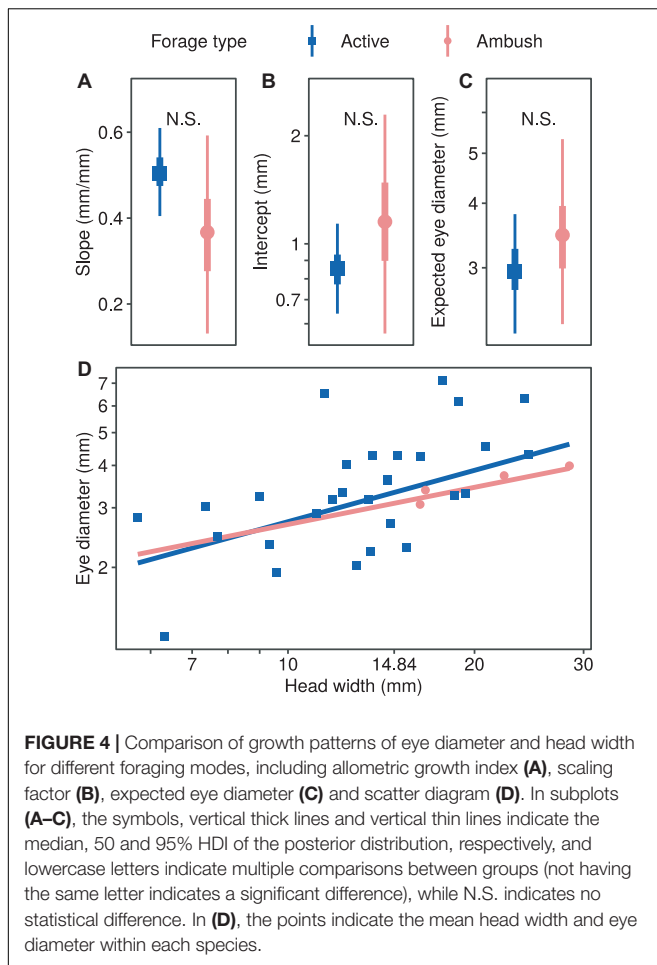 Forage type Active Ambush
A B C
N.S. N.S. N.S.
Slope (mm/mm)
0.6
0.4
0.2
Intercept (mm)
2
1
0.7
Expected eye diameter (mm)
5
4
3
D
Eye diameter (mm)
7
6
5
4
3
2
7 10 14.84 20 30
Head width (mm)
FIGURE 4 | Comparison of growth patterns of eye diameter and head width
for different foraging modes, including allometric growth index (A), scaling
factor (B), expected eye diameter (C) and scatter diagram (D). In subplots
(A–C), the symbols, vertical thick lines and vertical thin lines indicate the
median, 50 and 95% HDI of the posterior distribution, respectively, and
lowercase letters indicate multiple comparisons between groups (not having
the same letter indicates a significant difference), while N.S. indicates no
statistical difference. In (D), the points indicate the mean head width and eye
diameter within each species.